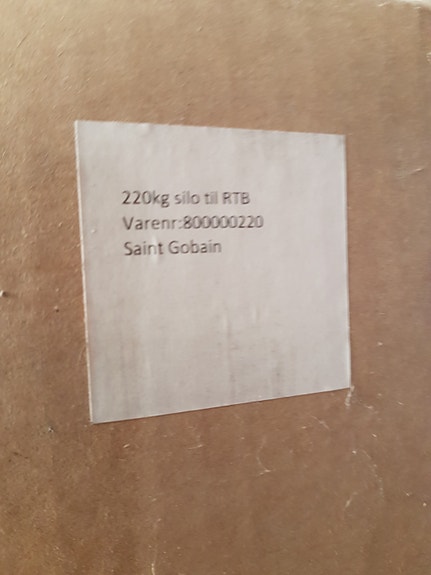 220kg silo til RTB
Varenr:800000220
Saint Gobain